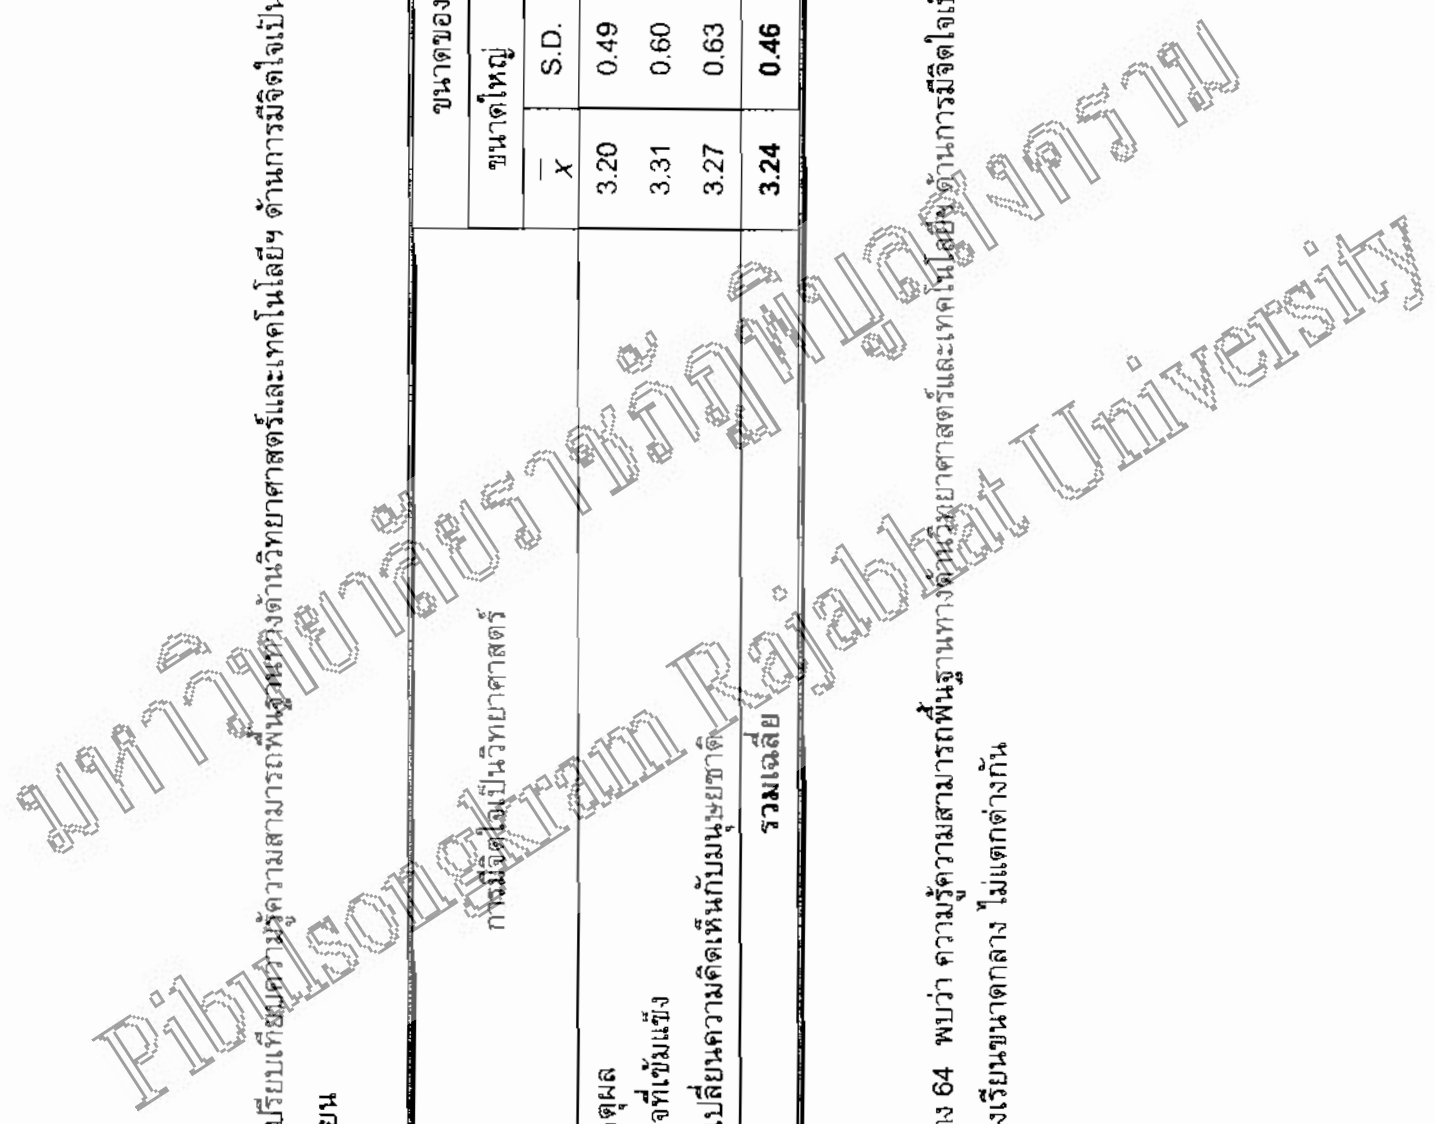 ปรียบเทียบความรู้ความสามารถพื้นฐานทางด้านวิทยาศาสตร์และเทคโนโลยีฯ ด้านการมีจิตใจเป็น
ยน
ขนาดของ
การมีจิตใจเป็นวิทยาศาสตร์ ขนาดใหญ่
x̄ S.D.
ตุผล 3.20 0.49
จที่เข้มแข็ง 3.31 0.60
เปลี่ยนความคิดเห็นกับมนุษยชาติ 3.27 0.63
รวมเฉลี่ย 3.24 0.46
าง 64 พบว่า ความรู้ความสามารถพื้นฐานทางด้านวิทยาศาสตร์และเทคโนโลยีฯ ด้านการมีจิตใจเป็
งเรียนขนาดกลาง ไม่แตกต่างกัน
มหาวิทยาลัยราชภัฏพิบูลสงคราม
Pibulsongkram Rajabhat University